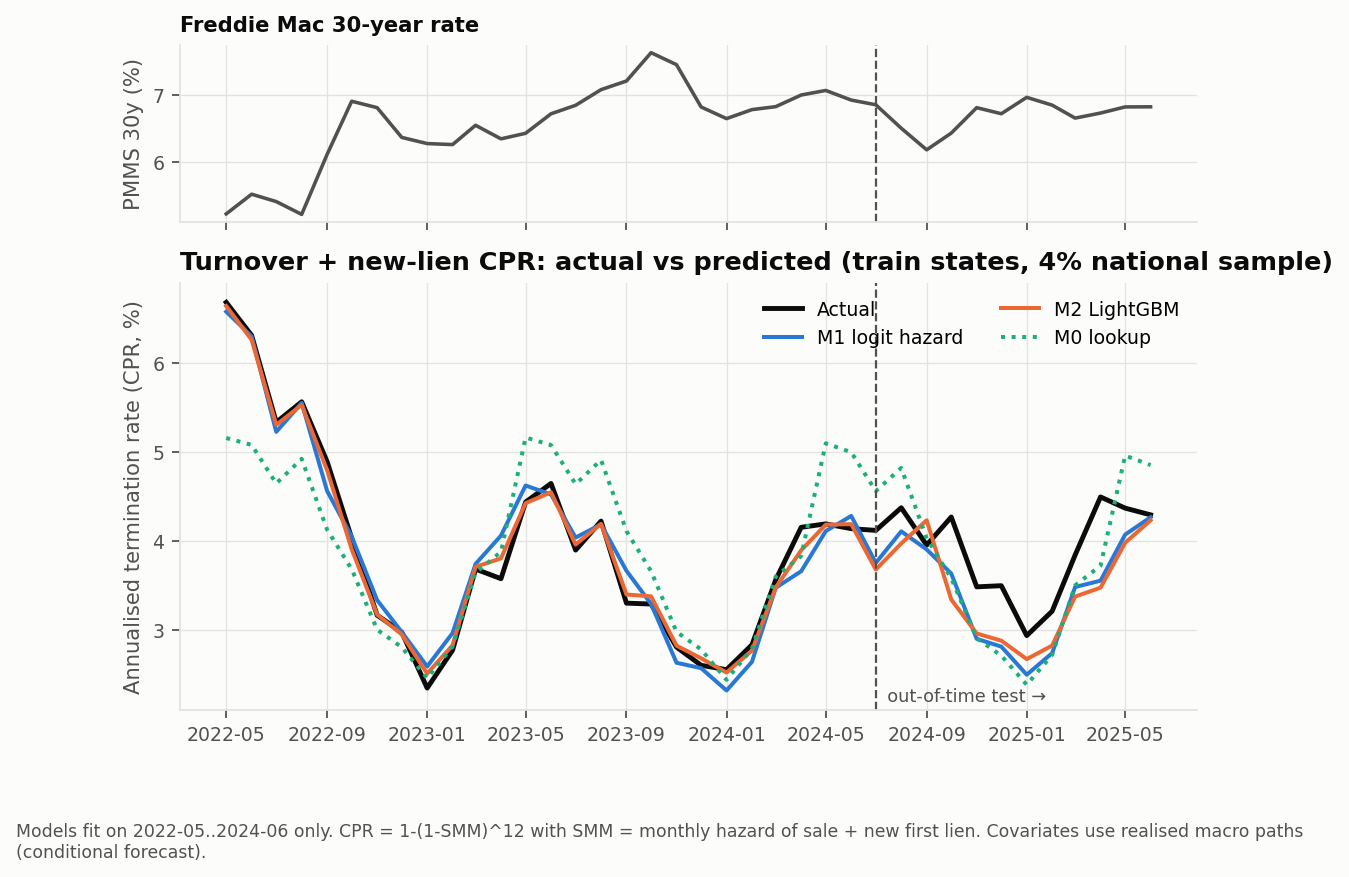 Freddie Mac 30-year rate
PMMS 30y (%)
7
6
Turnover + new-lien CPR: actual vs predicted (train states, 4% national sample)
Annualised termination rate (CPR, %)
Actual
M1 logit hazard
M2 LightGBM
M0 lookup
6
5
4
3
out-of-time test →
2022-05 2022-09 2023-01 2023-05 2023-09 2024-01 2024-05 2024-09 2025-01 2025-05
Models fit on 2022-05..2024-06 only. CPR = 1-(1-SMM)^12 with SMM = monthly hazard of sale + new first lien. Covariates use realised macro paths
(conditional forecast).